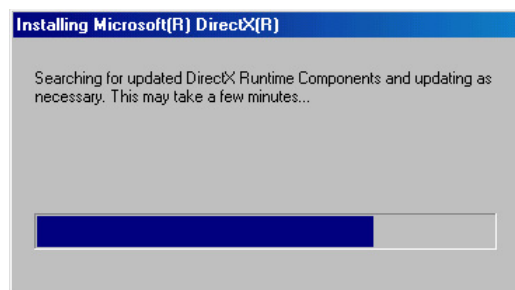 Installing Microsoft(R) DirectX(R)
Searching for updated DirectX Runtime Components and updating as
necessary. This may take a few minutes...